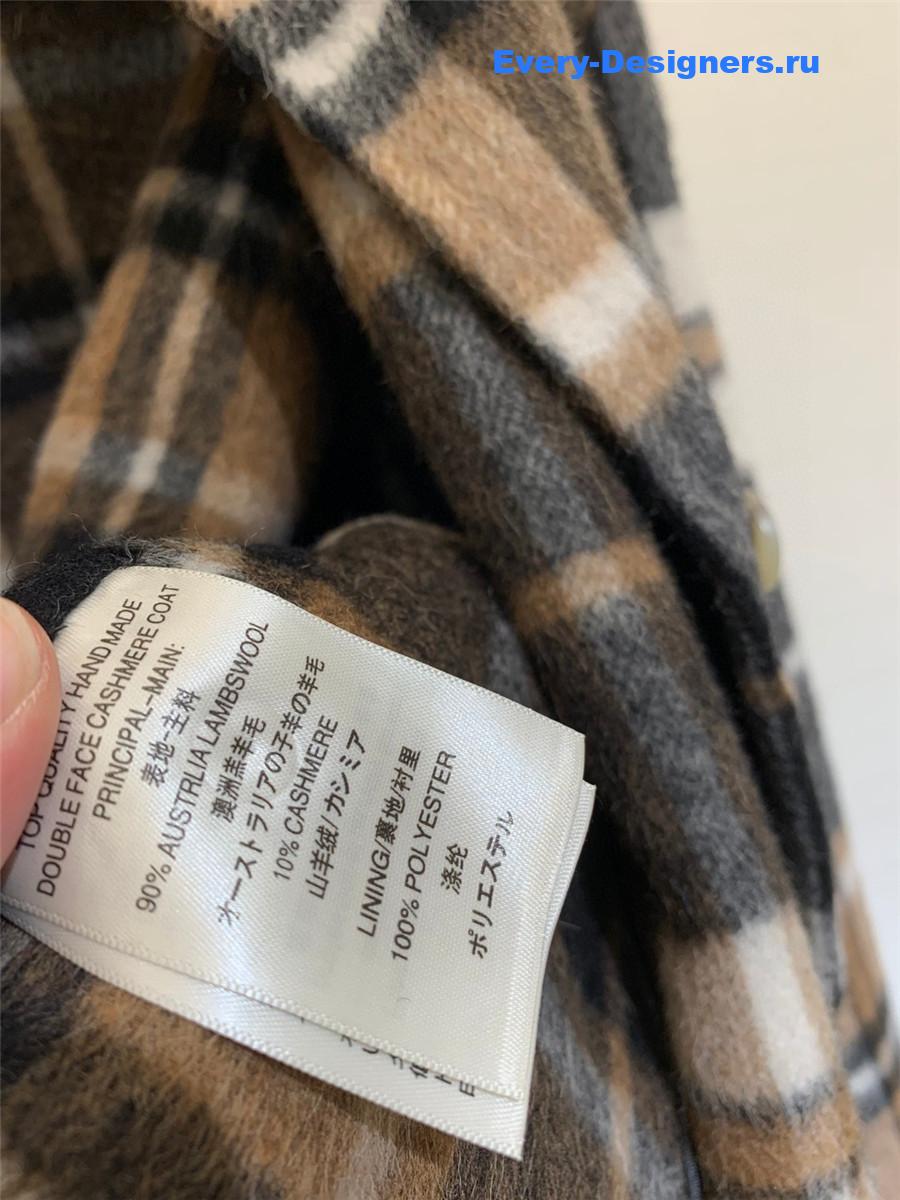 Every-Designers.ru
TOP QUALITY HANDMADE
DOUBLE FACE CASHMERE COAT
PRINCIPAL-MAIN:
表地-主料
90% AUSTRLIA LAMBSWOOL
澳洲羔羊毛
オーストラリアの子羊の羊毛
10% CASHMERE
山羊绒/カシミア
LINING/裏地/衬里
100% POLYESTER
涤纶
ポリエステル